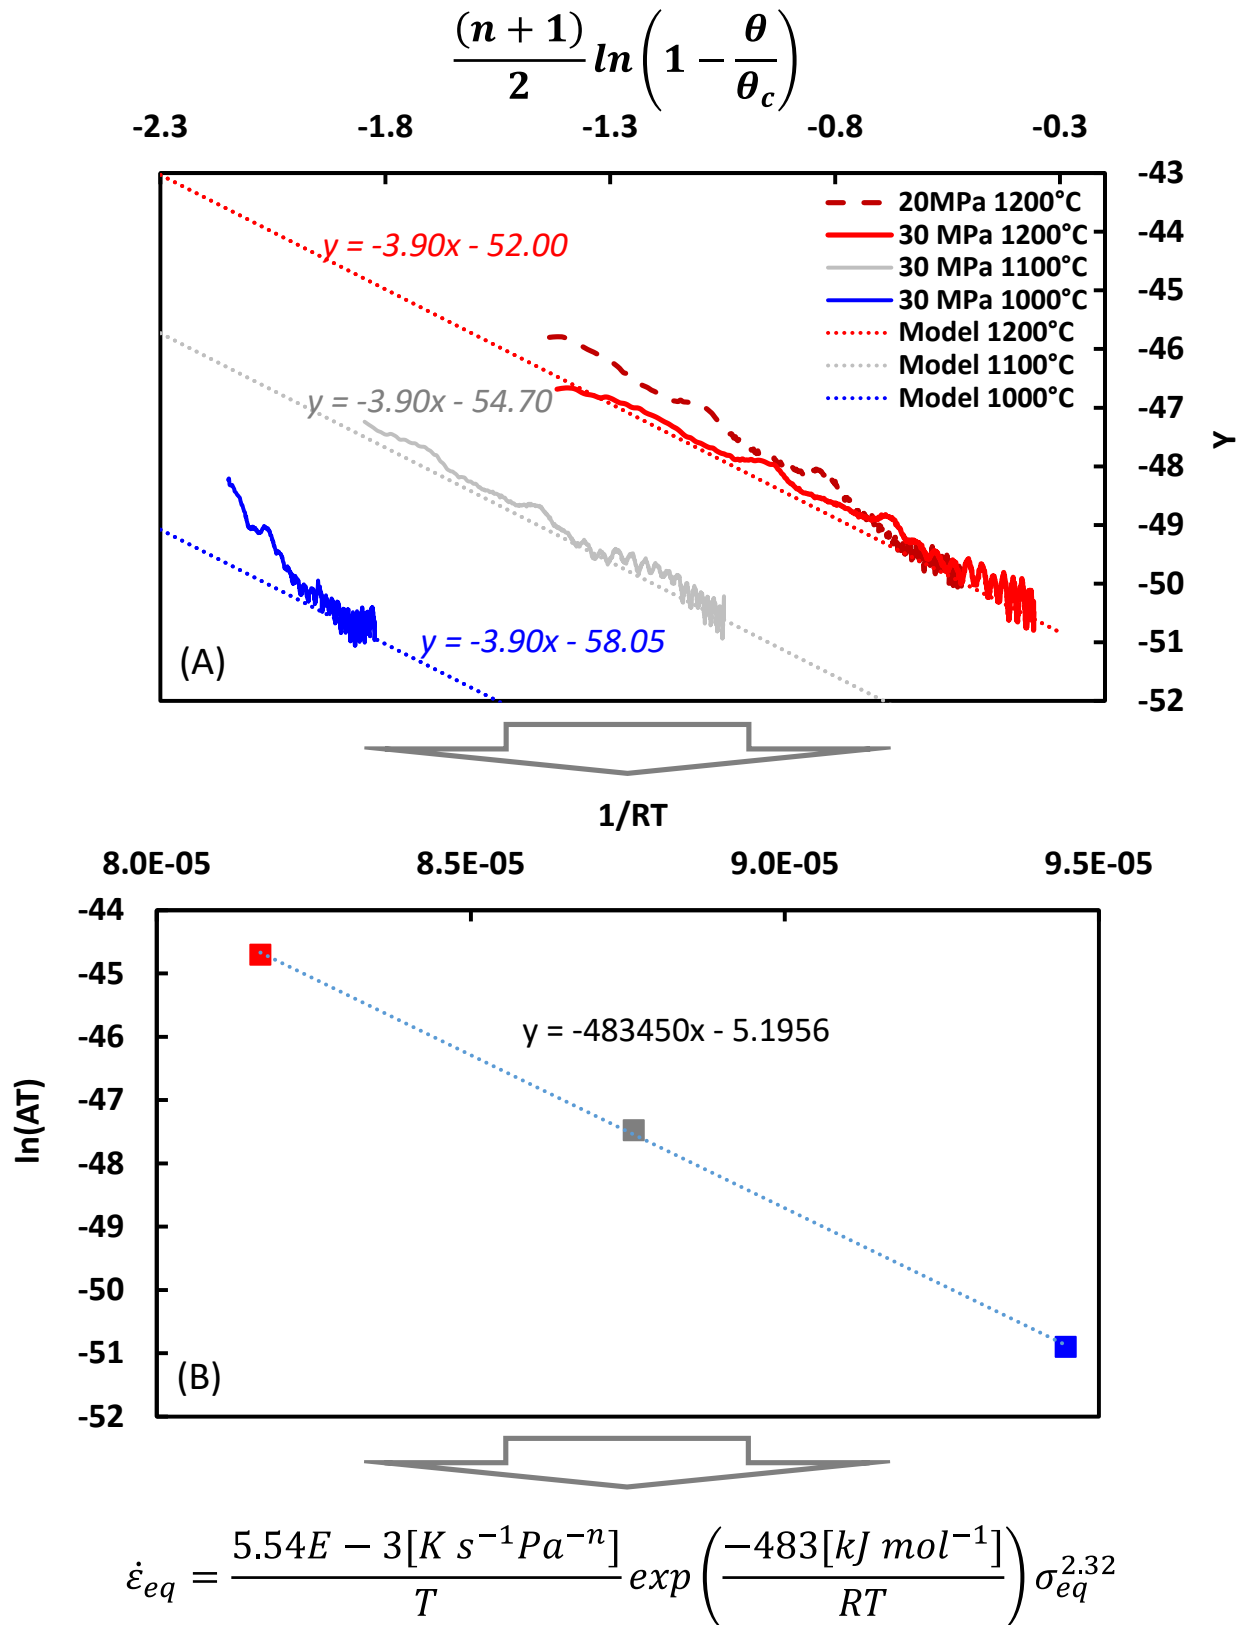 (n + 1)
2
ln(1 − θ/θc)
-2.3 -1.8 -1.3 -0.8 -0.3
-43
-44
-45
-46
-47
-48
-49
-50
-51
-52
Y
20MPa 1200°C
30 MPa 1200°C
30 MPa 1100°C
30 MPa 1000°C
Model 1200°C
Model 1100°C
Model 1000°C
y = -3.90x - 52.00
y = -3.90x - 54.70
y = -3.90x - 58.05
(A)
1/RT
8.0E-05 8.5E-05 9.0E-05 9.5E-05
-44
-45
-46
-47
-48
-49
-50
-51
-52
ln(AT)
y = -483450x - 5.1956
(B)
ε̇eq = 5.54E − 3[K s⁻¹Pa⁻ⁿ]/T exp(−483[kJ mol⁻¹]/RT) σeq^2.32